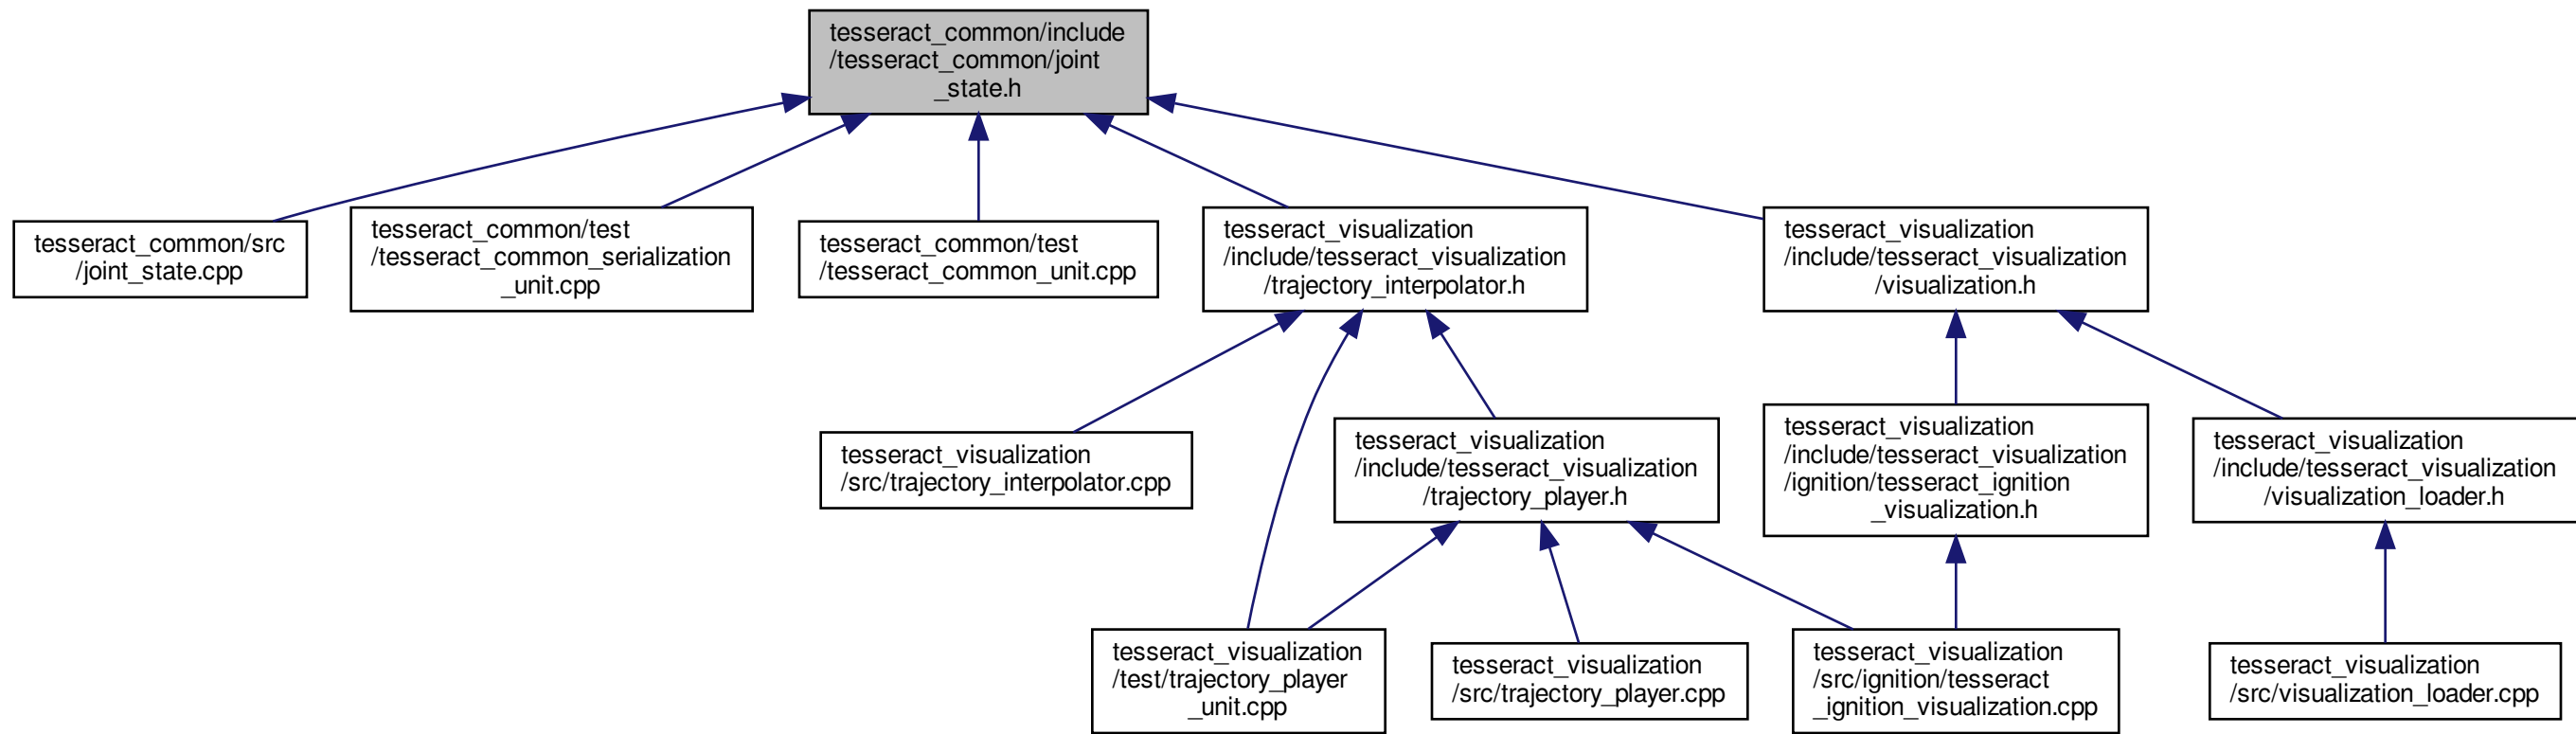 tesseract_common/include
/tesseract_common/joint
_state.h
tesseract_common/src
/joint_state.cpp
tesseract_common/test
/tesseract_common_serialization
_unit.cpp
tesseract_common/test
/tesseract_common_unit.cpp
tesseract_visualization
/include/tesseract_visualization
/trajectory_interpolator.h
tesseract_visualization
/include/tesseract_visualization
/visualization.h
tesseract_visualization
/src/trajectory_interpolator.cpp
tesseract_visualization
/include/tesseract_visualization
/trajectory_player.h
tesseract_visualization
/include/tesseract_visualization
/ignition/tesseract_ignition
_visualization.h
tesseract_visualization
/include/tesseract_visualization
/visualization_loader.h
tesseract_visualization
/test/trajectory_player
_unit.cpp
tesseract_visualization
/src/trajectory_player.cpp
tesseract_visualization
/src/ignition/tesseract
_ignition_visualization.cpp
tesseract_visualization
/src/visualization_loader.cpp